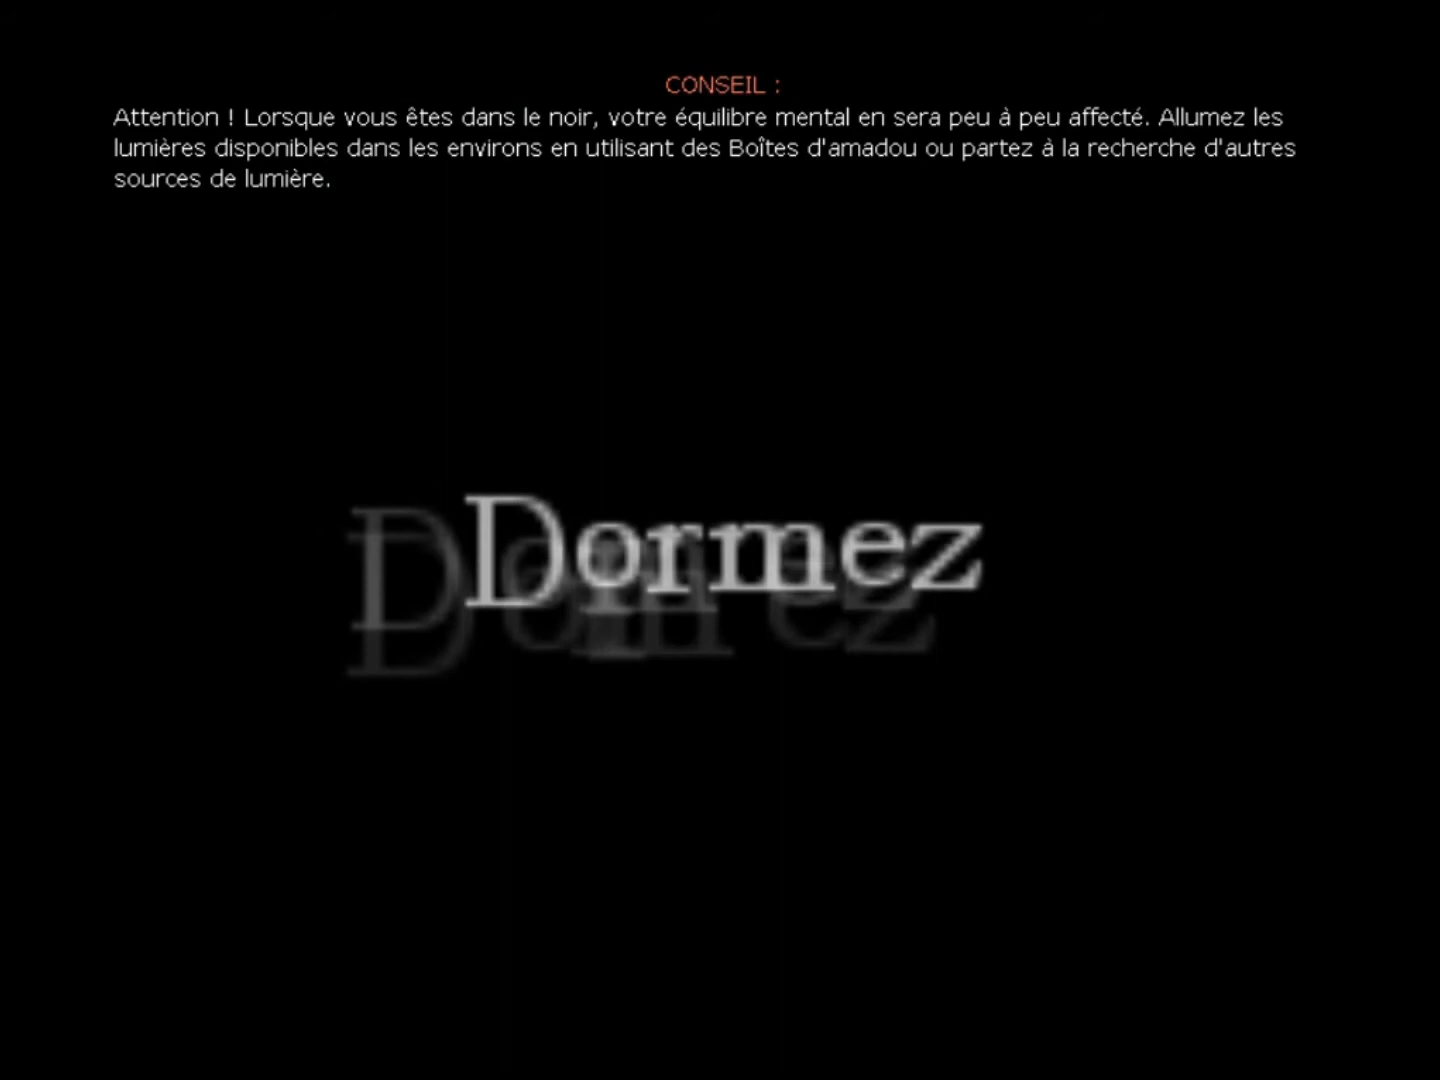 CONSEIL :
Attention ! Lorsque vous êtes dans le noir, votre équilibre mental en sera peu à peu affecté. Allumez les
lumières disponibles dans les environs en utilisant des Boîtes d'amadou ou partez à la recherche d'autres
sources de lumière.
Dormez